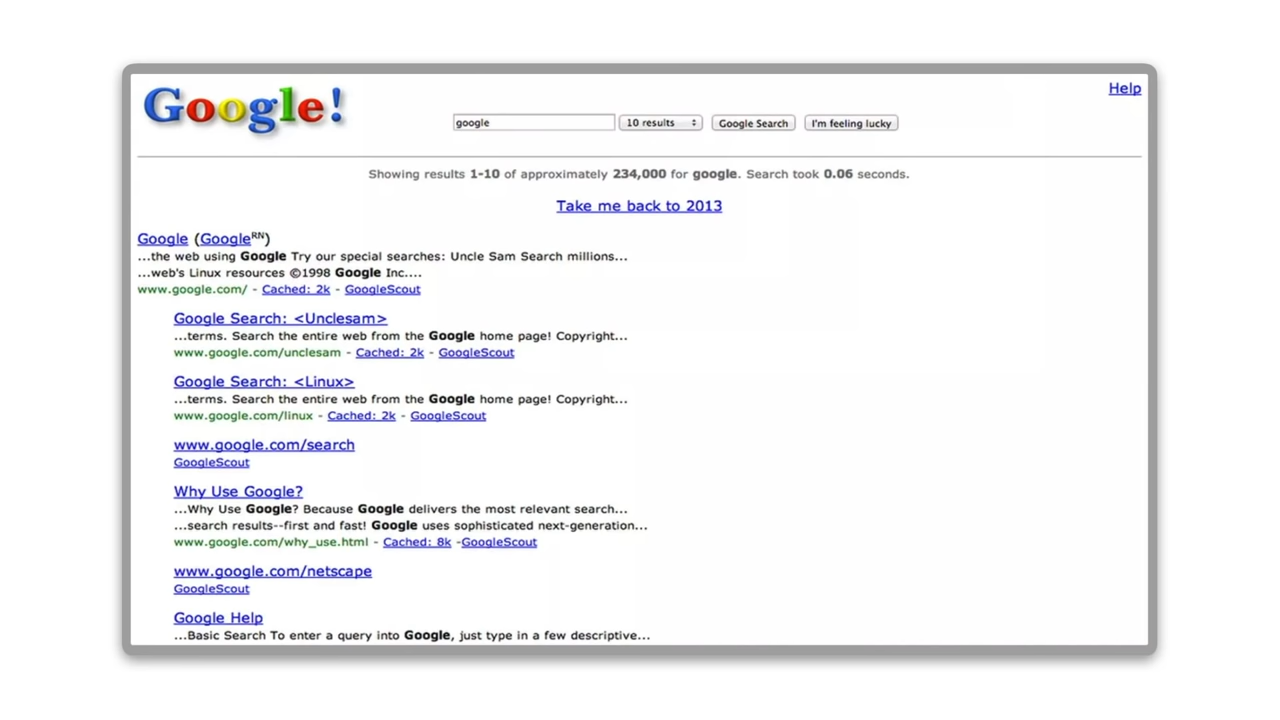 Google!
Help
google 10 results Google Search I'm feeling lucky
Showing results 1-10 of approximately 234,000 for google. Search took 0.06 seconds.
Take me back to 2013
Google (GoogleRN)
...the web using Google Try our special searches: Uncle Sam Search millions...
...web's Linux resources ©1998 Google Inc....
www.google.com/ - Cached: 2k - GoogleScout
Google Search: <Unclesam>
...terms. Search the entire web from the Google home page! Copyright...
www.google.com/unclesam - Cached: 2k - GoogleScout
Google Search: <Linux>
...terms. Search the entire web from the Google home page! Copyright...
www.google.com/linux - Cached: 2k - GoogleScout
www.google.com/search
GoogleScout
Why Use Google?
...Why Use Google? Because Google delivers the most relevant search...
...search results--first and fast! Google uses sophisticated next-generation...
www.google.com/why_use.html - Cached: 8k -GoogleScout
www.google.com/netscape
GoogleScout
Google Help
...Basic Search To enter a query into Google, just type in a few descriptive...